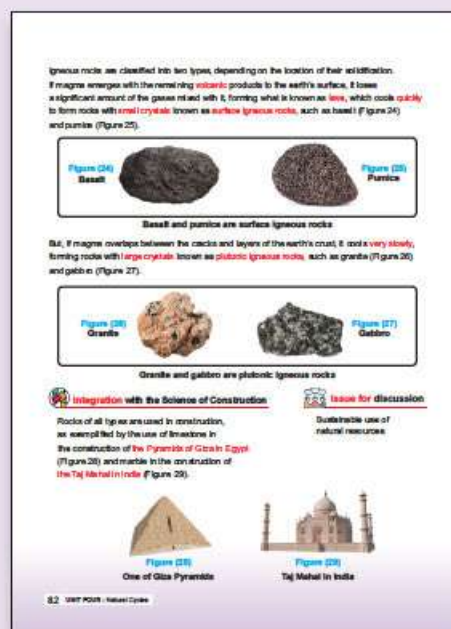 Igneous rocks are classified into two types, depending on the location of their solidification.
If magma emerges with the remaining volcanic products to the earth's surface, it loses
a significant amount of the gases mixed with it, forming what is known as lava, which cools quickly
to form rocks with small crystals known as surface igneous rocks, such as basalt (Figure 24)
and pumice (Figure 25).
Figure (24)
Basalt
Figure (25)
Pumice
Basalt and pumice are surface igneous rocks
But, if magma overlaps between the cracks and layers of the earth's crust, it cools very slowly,
forming rocks with large crystals known as plutonic igneous rocks, such as granite (Figure 26)
and gabbro (Figure 27).
Figure (26)
Granite
Figure (27)
Gabbro
Granite and gabbro are plutonic igneous rocks
Integration with the Science of Construction
Rocks of all types are used in construction,
as exemplified by the use of limestone in
the construction of the Pyramids of Giza in Egypt
(Figure 28) and marble in the construction of
the Taj Mahal in India (Figure 29).
Issue for discussion
Sustainable use of
natural resources
Figure (28)
One of Giza Pyramids
Figure (29)
Taj Mahal in India
82 UNIT FOUR : Natural Cycles